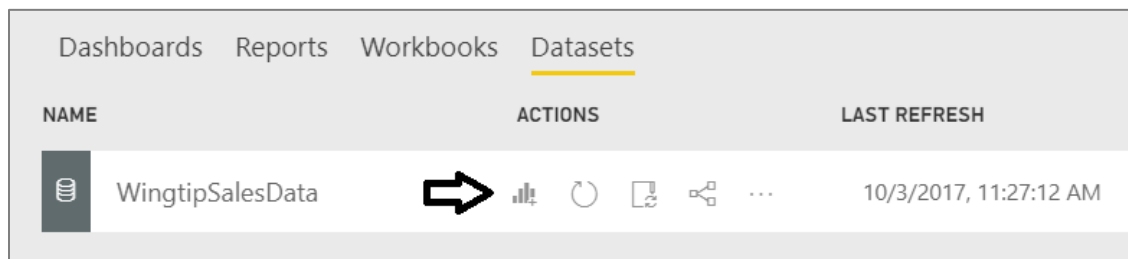 Dashboards Reports Workbooks Datasets
NAME ACTIONS LAST REFRESH
WingtipSalesData ... 10/3/2017, 11:27:12 AM